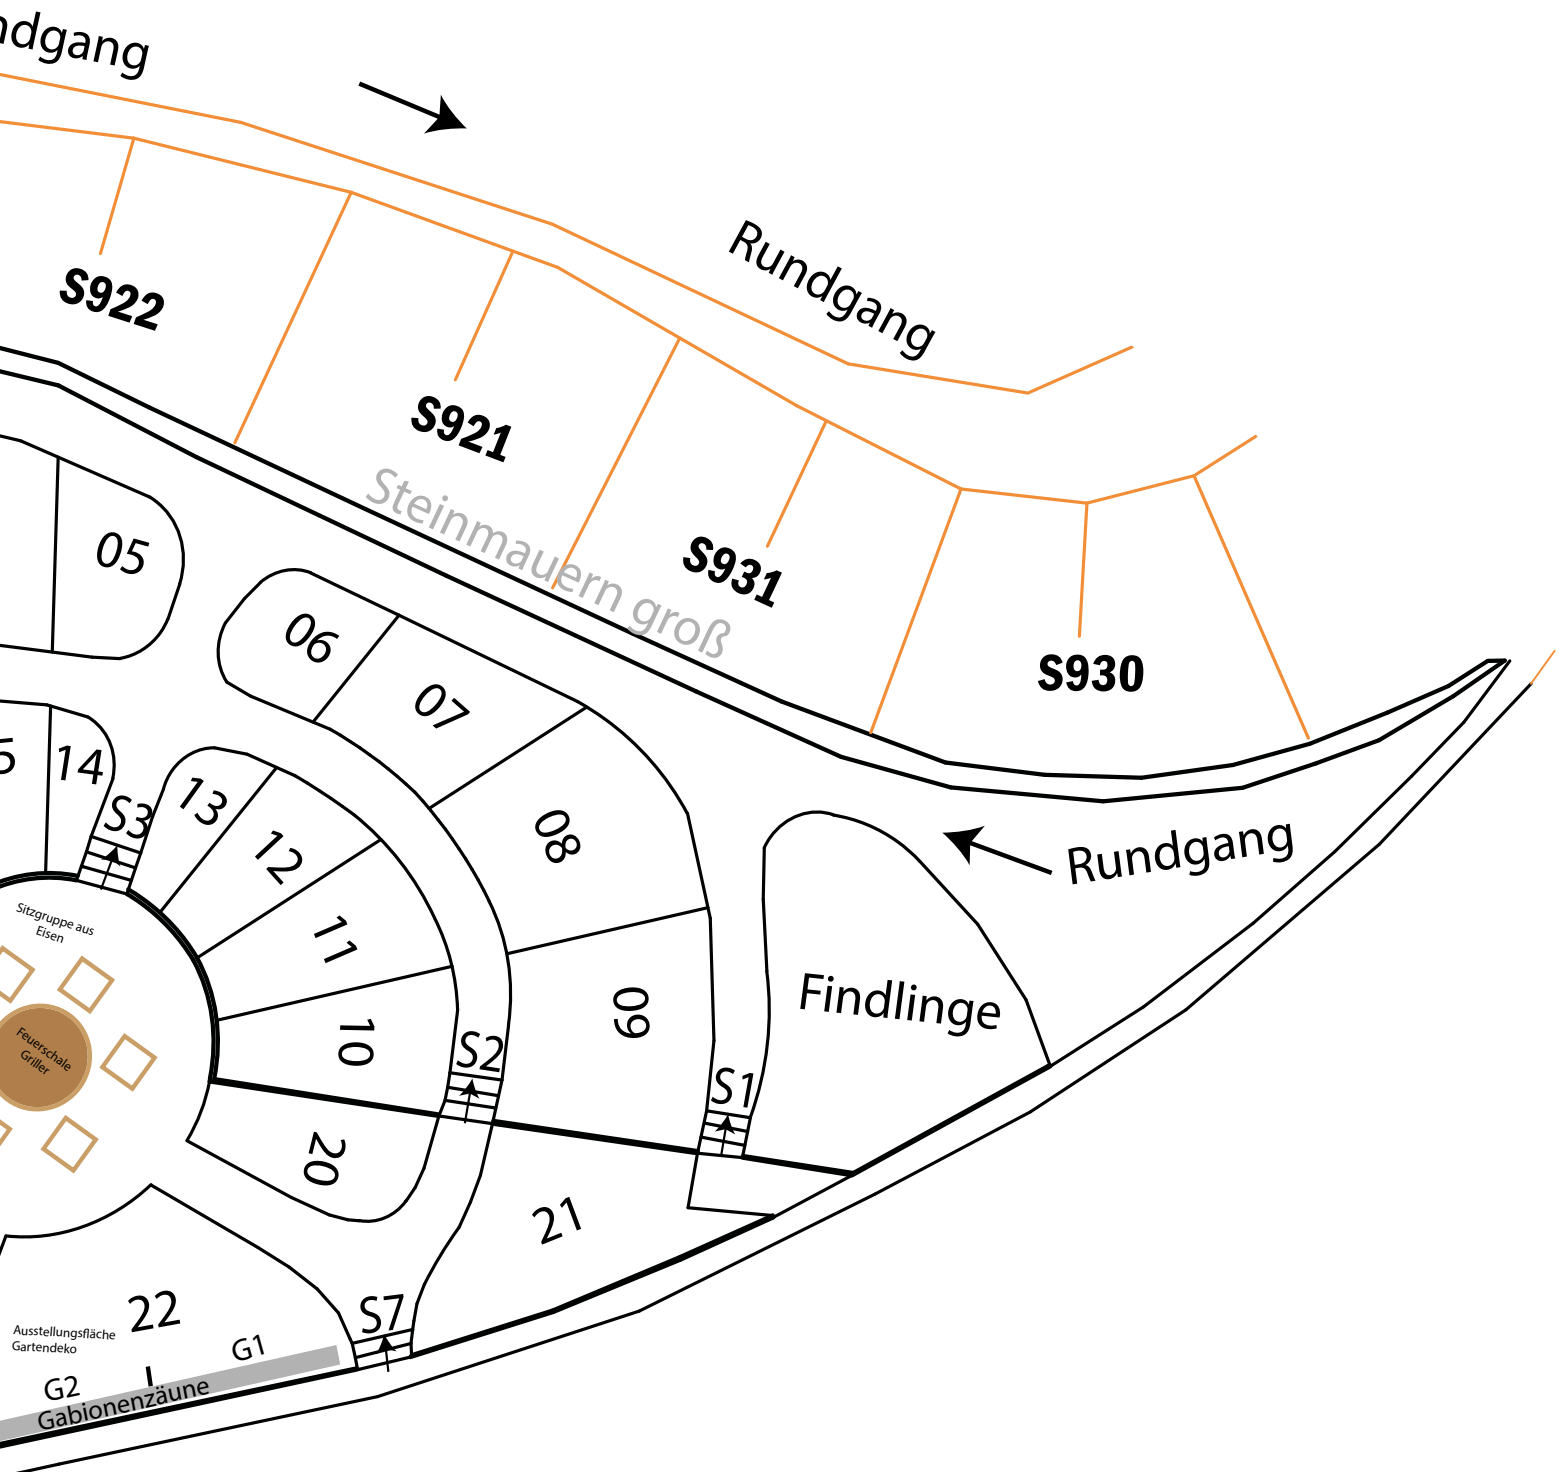 ndgang
Rundgang
S922
S921
S931
S930
Steinmauern groß
05
06
07
08
09
5
14
S3
13
12
11
10
S2
S1
Findlinge
Rundgang
Sitzgruppe aus
Eisen
Feuerschale
Griller
20
21
22
S7
Ausstellungsfläche
Gartendeko
G1
G2
Gabionenzäune